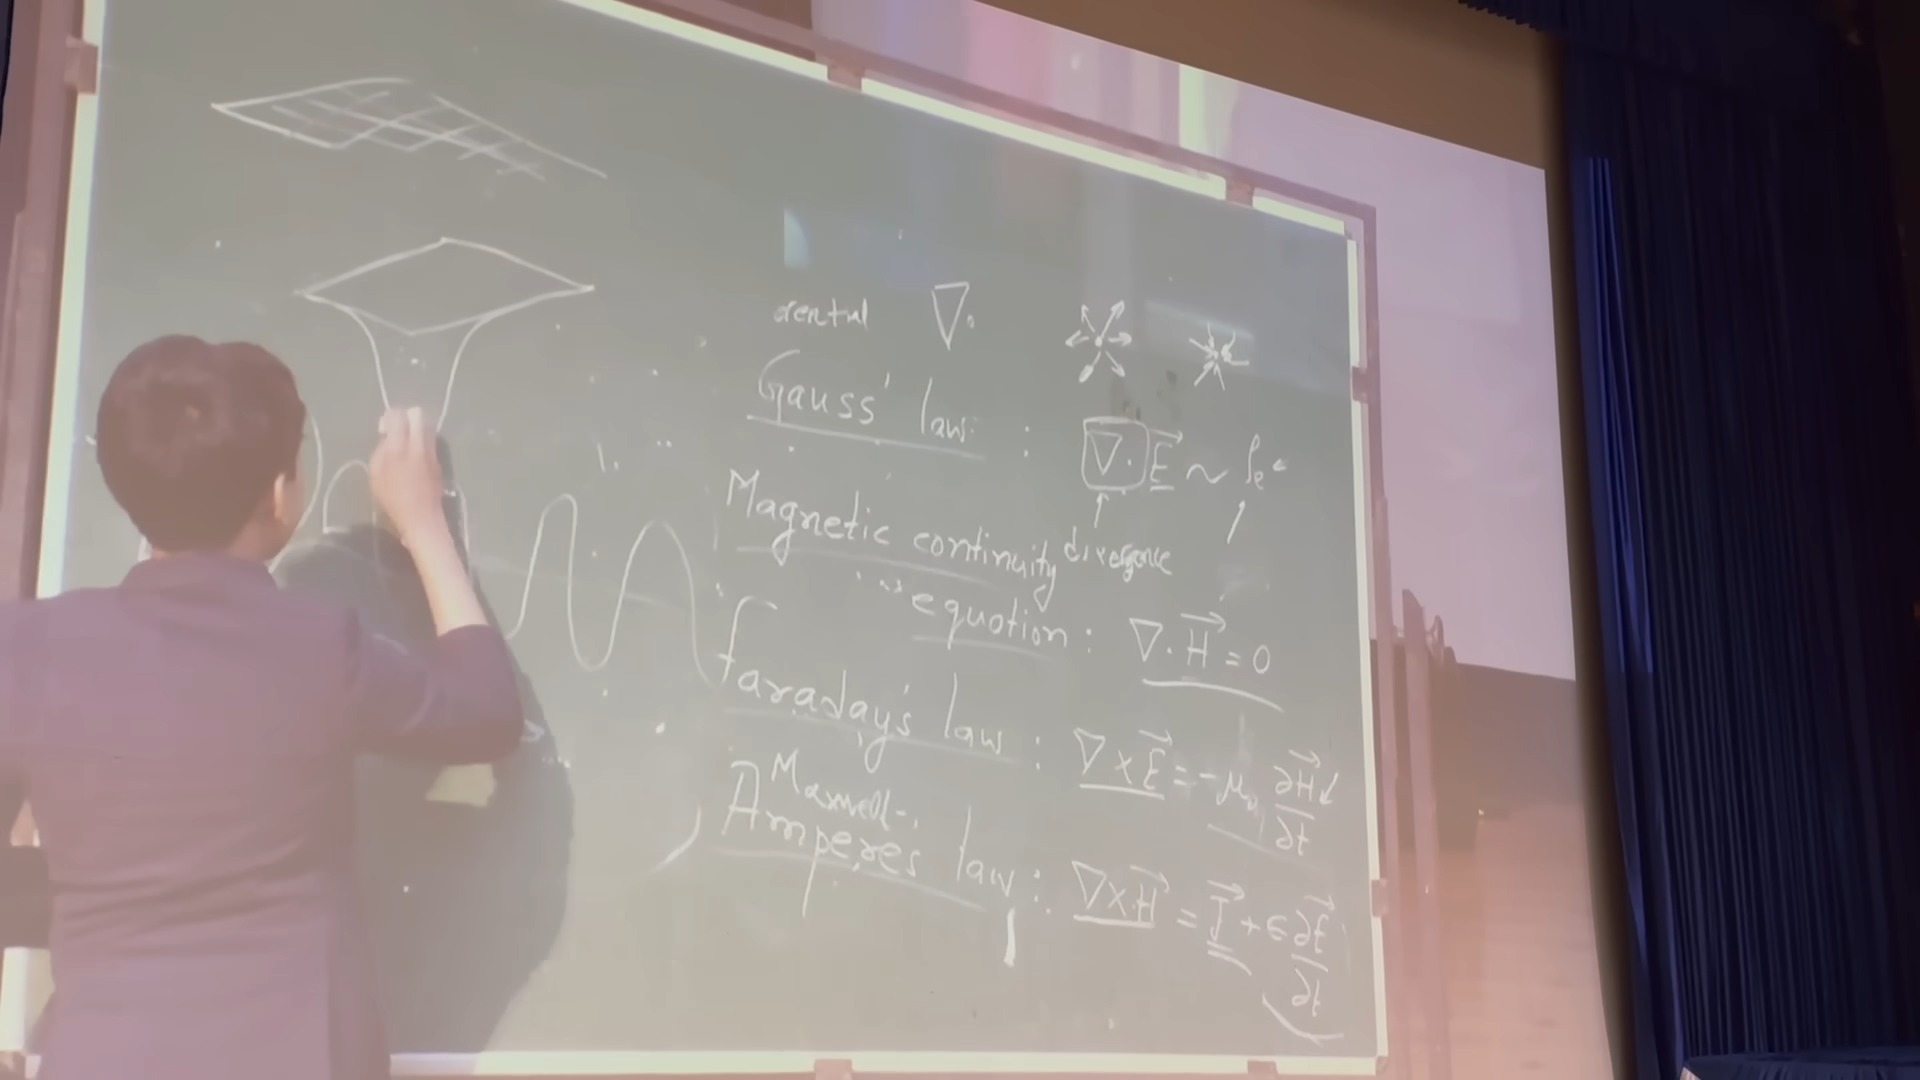 ∇.
Gauss' law : ∇. E⃗ ~ ρₑ
divergence
Magnetic continuity
equation : ∇. H⃗ = 0
Faraday's law : ∇ x E⃗ = -μ₀ ∂H⃗/∂t
Maxwell-
Ampere's law : ∇ x H⃗ = J⃗ + ϵ ∂E⃗/∂t